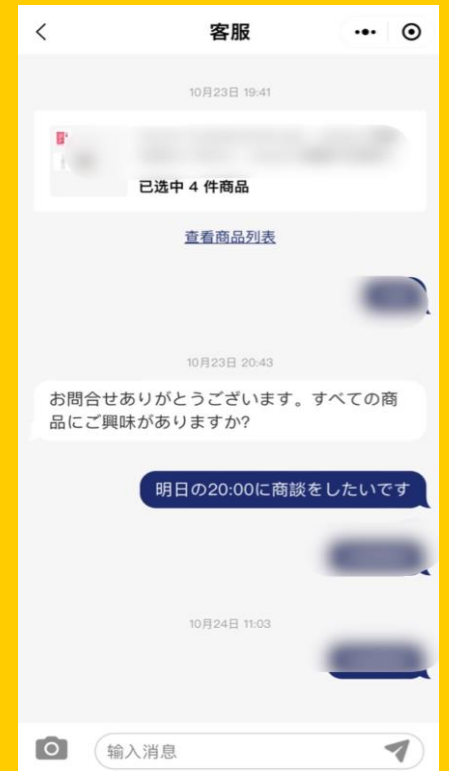 客服
10月23日 19:41
已选中 4 件商品
查看商品列表
10月23日 20:43
お問合せありがとうございます。すべての商
品にご興味がありますか?
明日の20:00に商談をしたいです
10月24日 11:03
输入消息